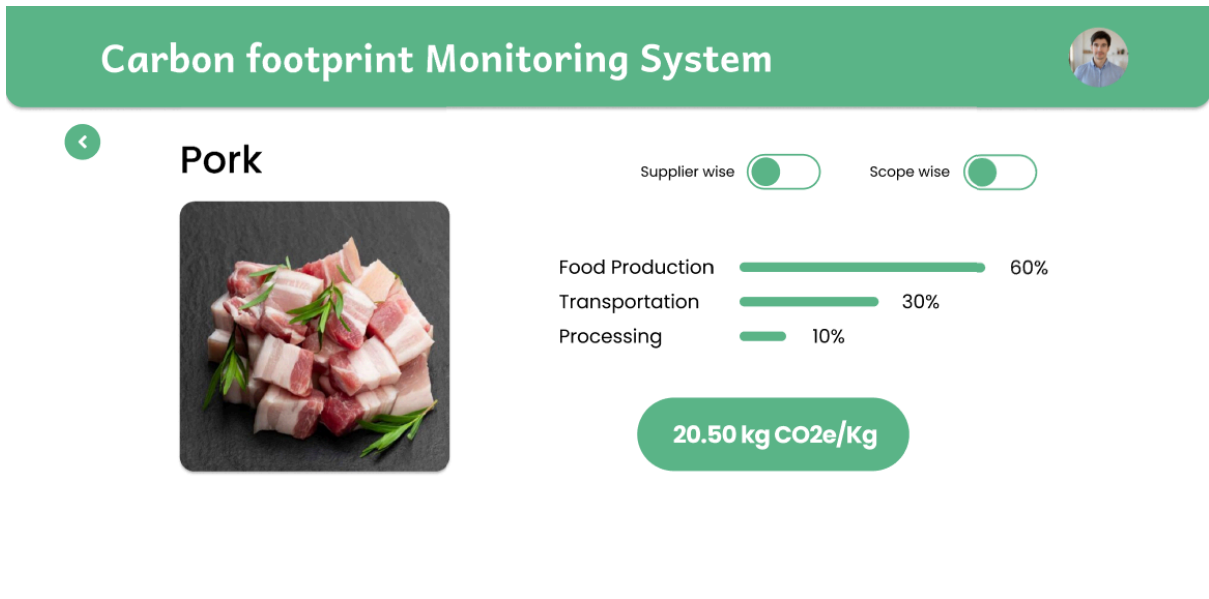 Carbon footprint Monitoring System
Pork
Supplier wise
Scope wise
Food Production 60%
Transportation 30%
Processing 10%
20.50 kg CO2e/Kg